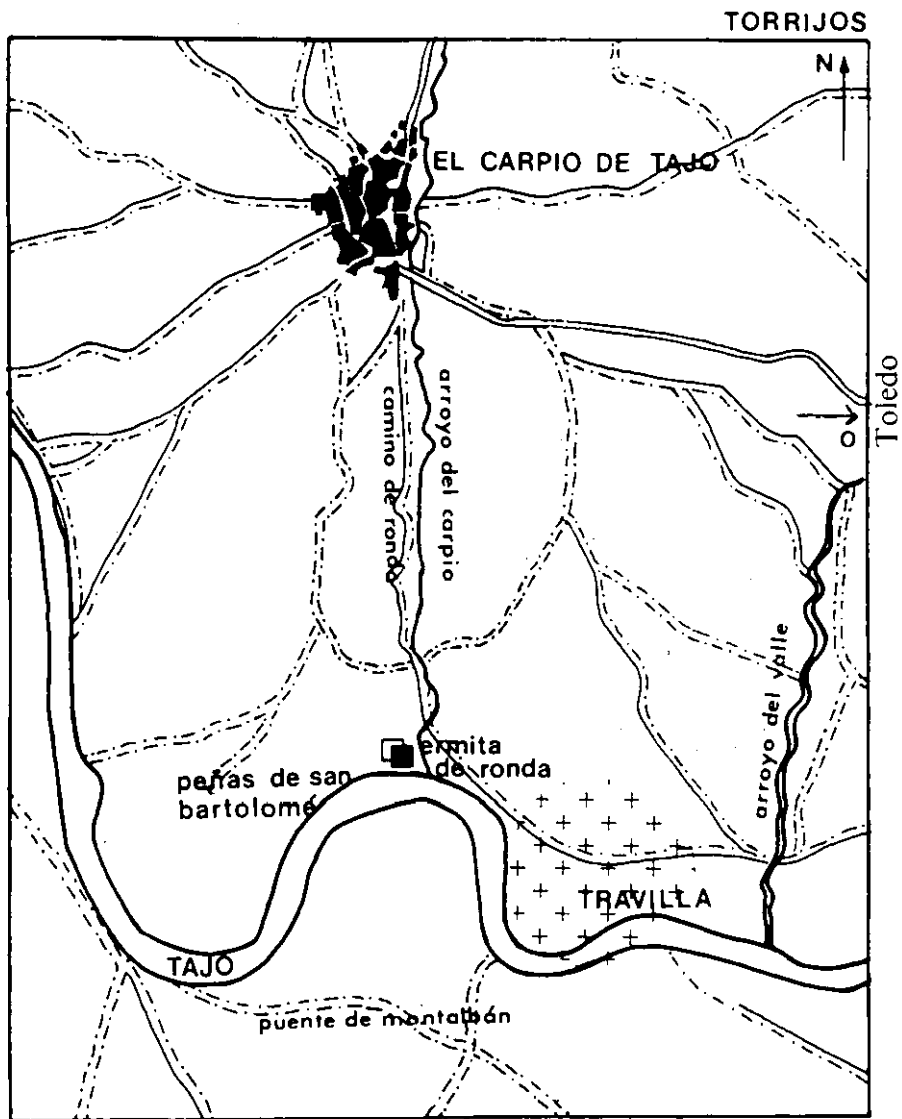 TORRIJOS
N
EL CARPIO DE TAJO
arroyo del carpio
camino de ronda
O
Toledo
arroyo del valle
ermita
de ronda
peñas de san
bartolomé
TRAVILLA
TAJO
puente de montalbán